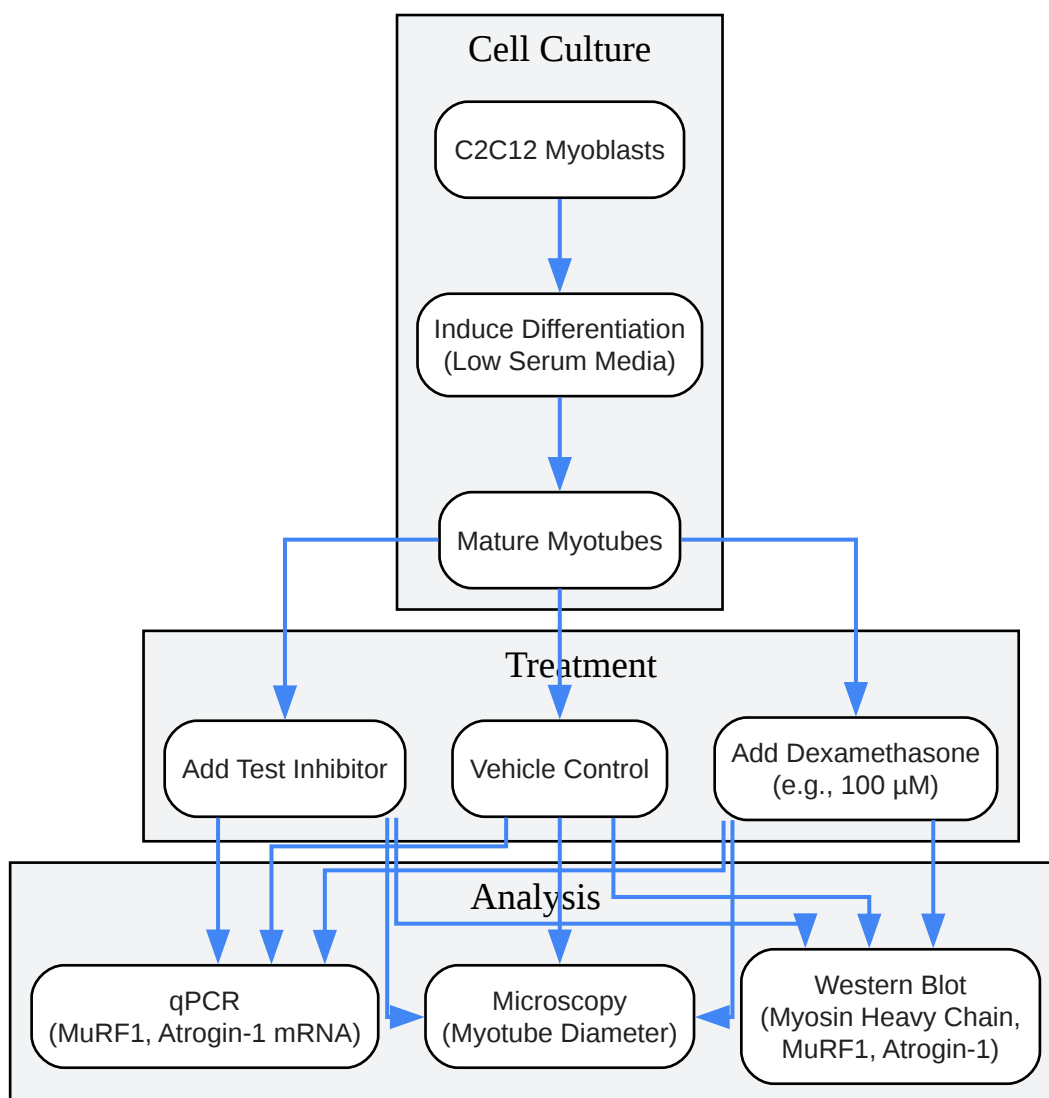 Cell Culture
C2C12 Myoblasts
Induce Differentiation
(Low Serum Media)
Mature Myotubes
Treatment
Add Test Inhibitor
Vehicle Control
Add Dexamethasone
(e.g., 100 µM)
Analysis
qPCR
(MuRF1, Atrogin-1 mRNA)
Microscopy
(Myotube Diameter)
Western Blot
(Myosin Heavy Chain,
MuRF1, Atrogin-1)